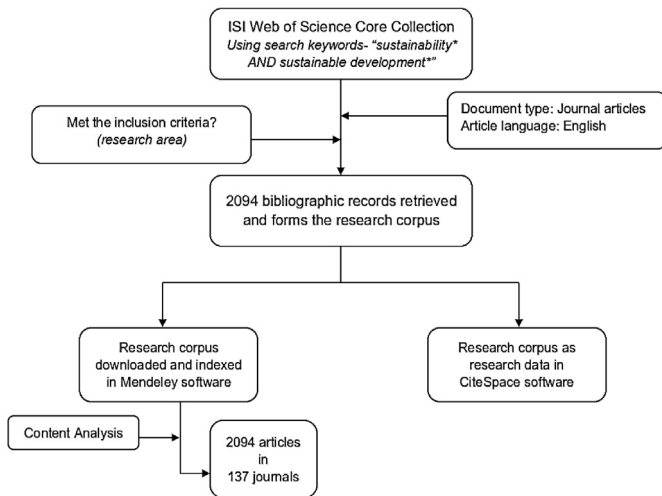 ISI Web of Science Core Collection
Using search keywords- “sustainability*
AND sustainable development*”
Met the inclusion criteria?
(research area)
Document type: Journal articles
Article language: English
2094 bibliographic records retrieved
and forms the research corpus
Research corpus
downloaded and indexed
in Mendeley software
Research corpus as
research data in
CiteSpace software
Content Analysis
2094 articles
in
137 journals